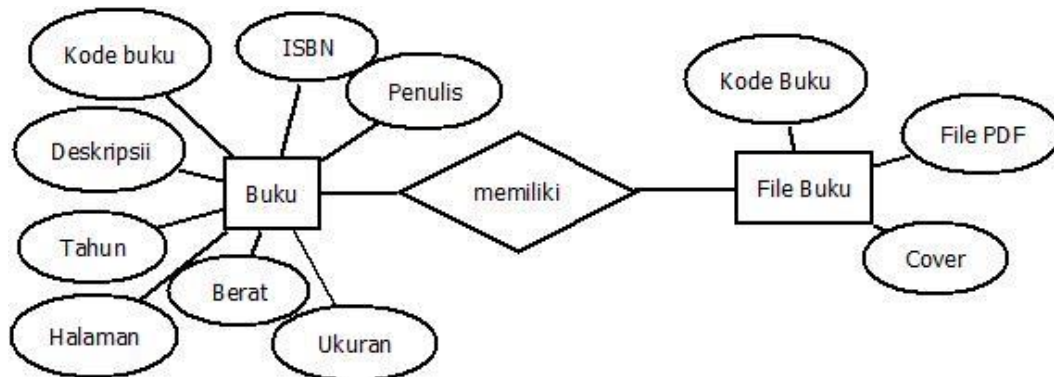 Kode buku
ISBN
Penulis
Deskripsii
Buku
Tahun
Berat
Halaman
Ukuran
memiliki
Kode Buku
File PDF
File Buku
Cover